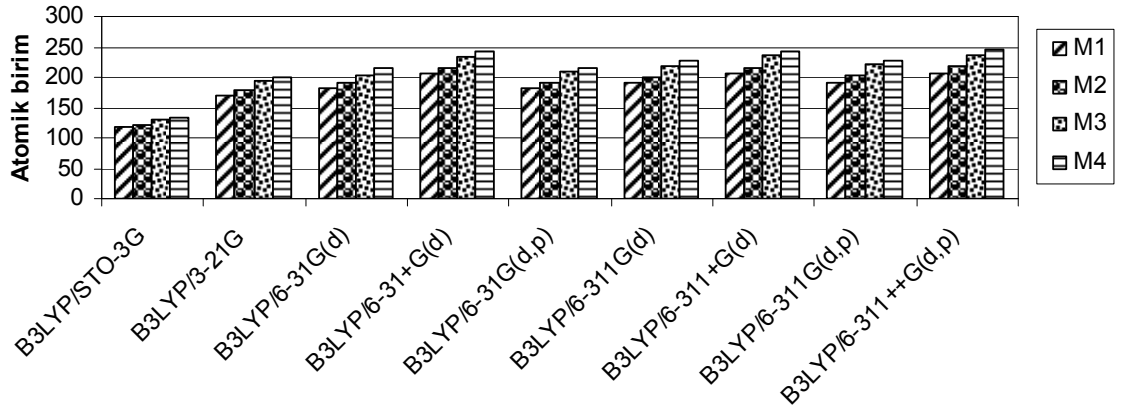 300
250
200
150
100
50
0
Atomik birim
B3LYP/STO-3G
B3LYP/3-21G
B3LYP/6-31G(d)
B3LYP/6-31+G(d)
B3LYP/6-31G(d,p)
B3LYP/6-311G(d)
B3LYP/6-311+G(d)
B3LYP/6-311G(d,p)
B3LYP/6-311++G(d,p)
M1
M2
M3
M4